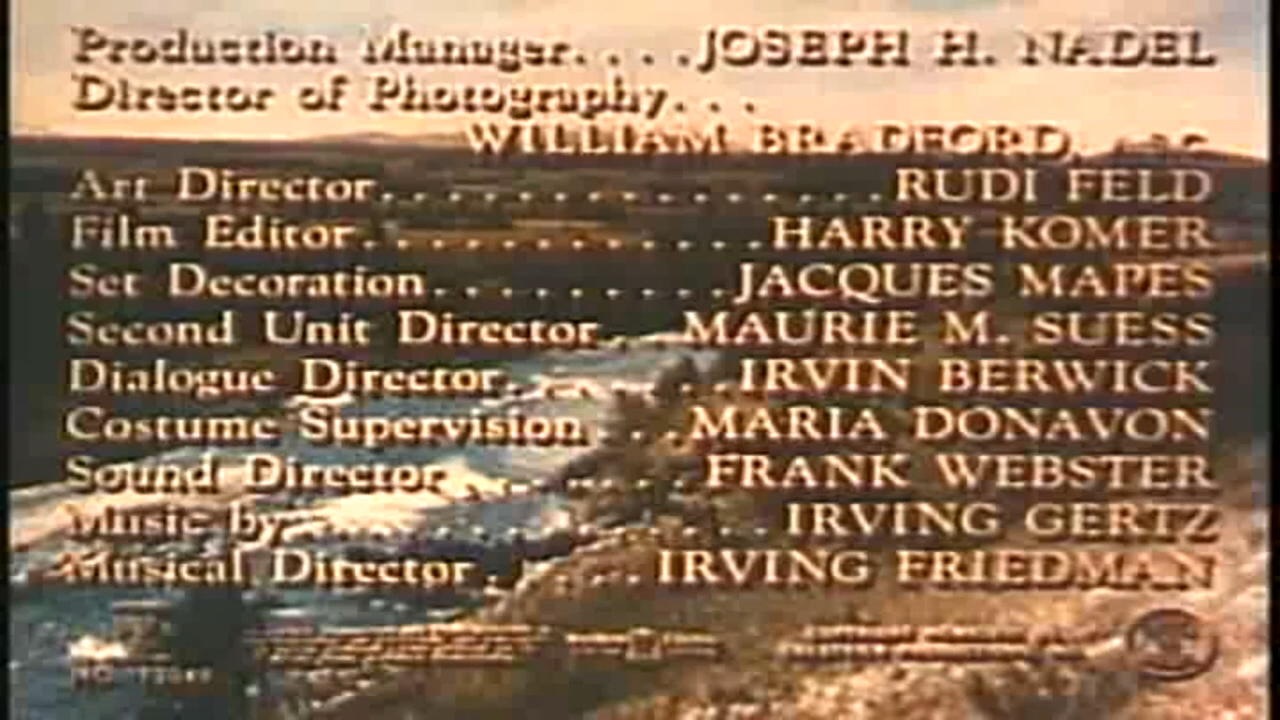 Production Manager. . . .JOSEPH H. NADEL
Director of Photography. . .
WILLIAM BRADFORD, A.S.C.
Art Director. . . . . . . . . . . . . . . .RUDI FELD
Film Editor. . . . . . . . . . . . .HARRY KOMER
Set Decoration. . . . . . . . .JACQUES MAPES
Second Unit Director. . .MAURIE M. SUESS
Dialogue Director. . . . . . . .IRVIN BERWICK
Costume Supervision. . . .MARIA DONAVON
Sound Director. . . . . . . .FRANK WEBSTER
Music by. . . . . . . . . . . . . . . IRVING GERTZ
Musical Director. . . . . .IRVING FRIEDMAN
NO.